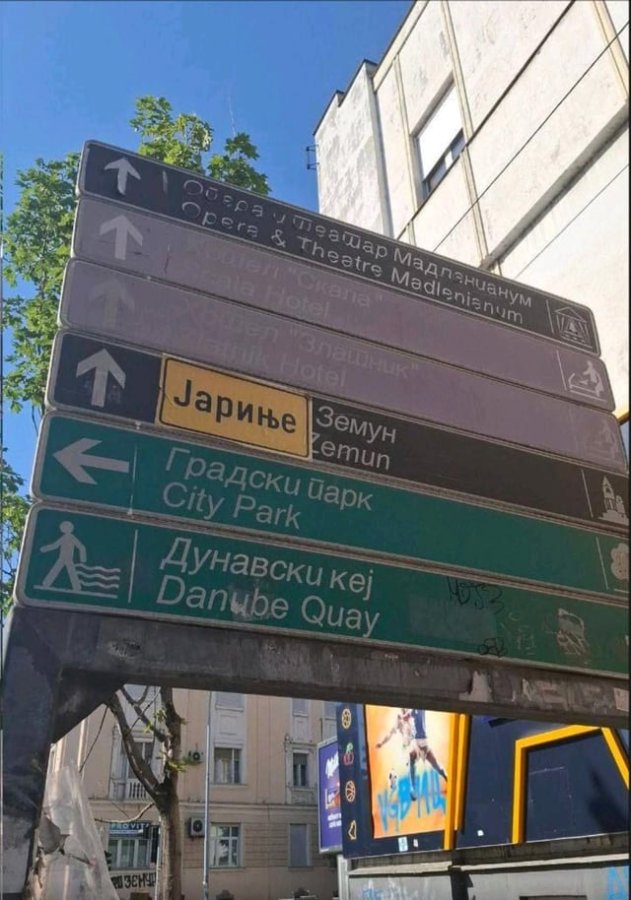 Опера и театар Мадленианум
Opera & Theatre Madlenianum
Хотел "Скала"
Skala Hotel
Хотел "Златник"
Zlatnik Hotel
Јариње
Земун
Zemun
Градски парк
City Park
Дунавски кеј
Danube Quay
Milka